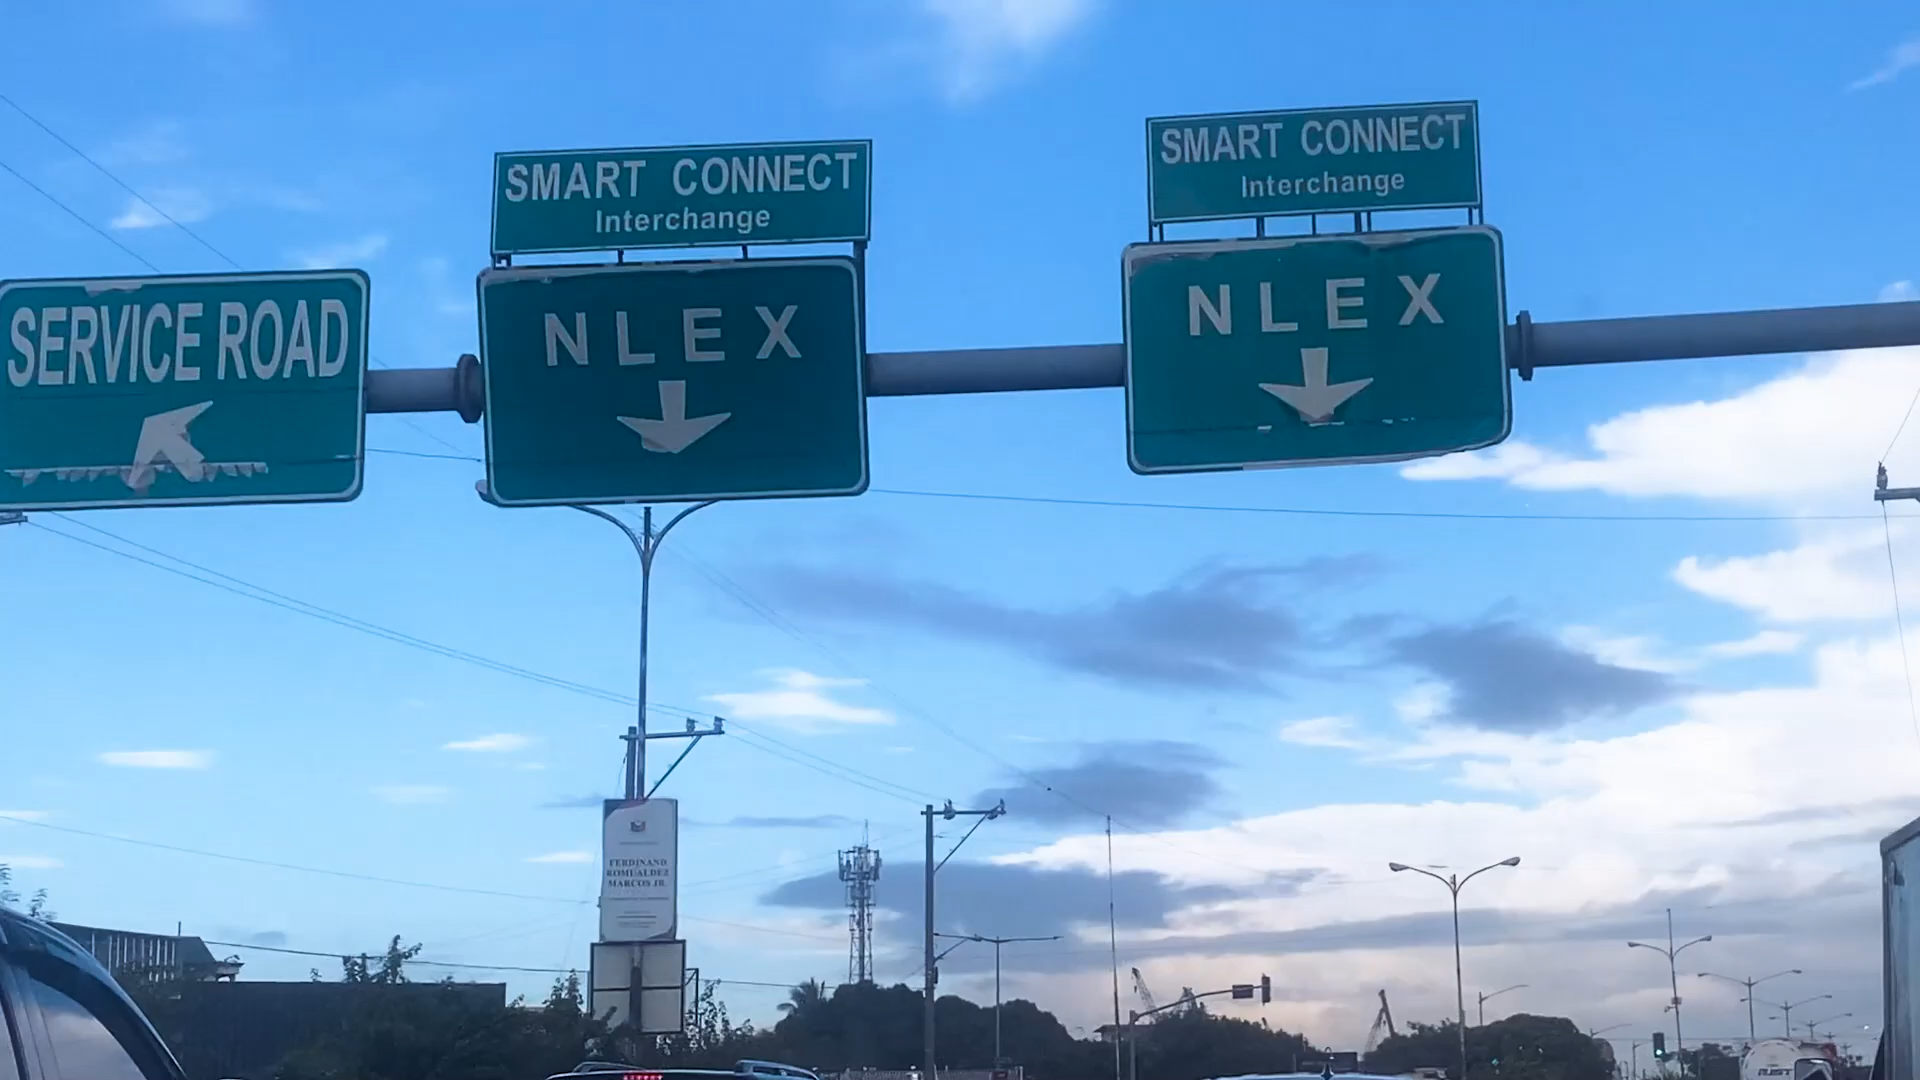 SERVICE ROAD
SMART CONNECT
Interchange
NLEX
SMART CONNECT
Interchange
NLEX
FERDINAND
ROMUALDEZ
MARCOS JR.